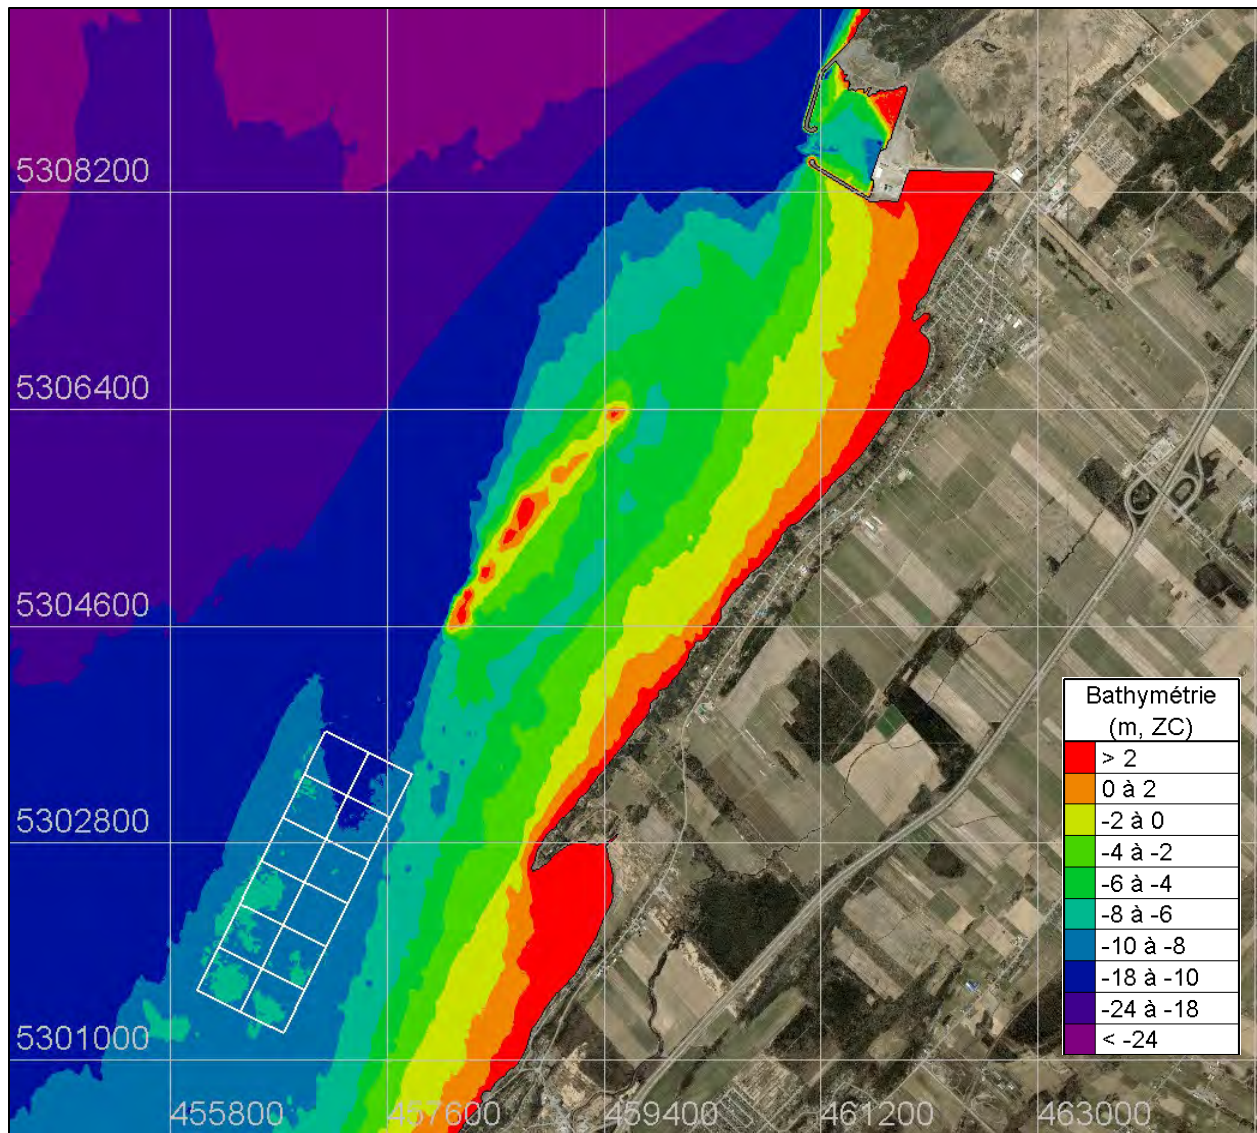 5308200
5306400
5304600
5302800
5301000
455800
457600
459400
461200
463000
Bathymétrie
(m, ZC)
> 2
0 à 2
-2 à 0
-4 à -2
-6 à -4
-8 à -6
-10 à -8
-18 à -10
-24 à -18
< -24